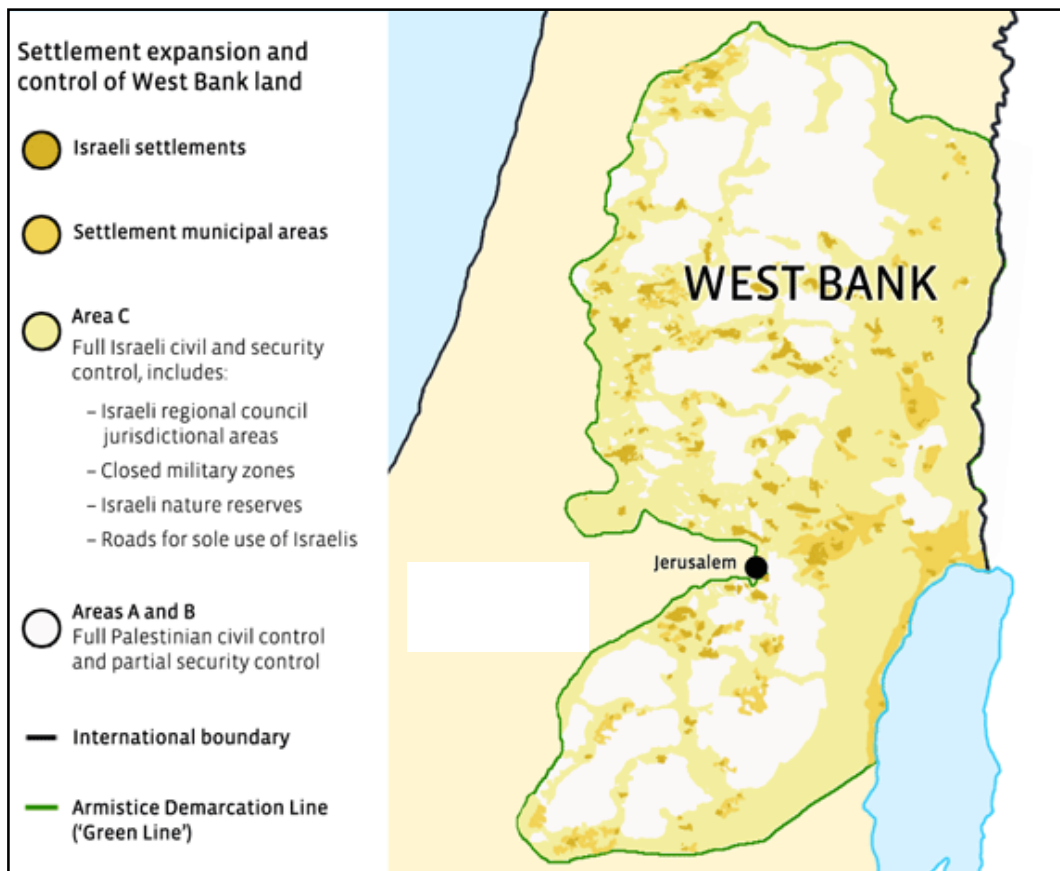 Settlement expansion and
control of West Bank land
Israeli settlements
Settlement municipal areas
Area C
Full Israeli civil and security
control, includes:
– Israeli regional council
jurisdictional areas
– Closed military zones
– Israeli nature reserves
– Roads for sole use of Israelis
Areas A and B
Full Palestinian civil control
and partial security control
International boundary
Armistice Demarcation Line
(‘Green Line’)
WEST BANK
Jerusalem